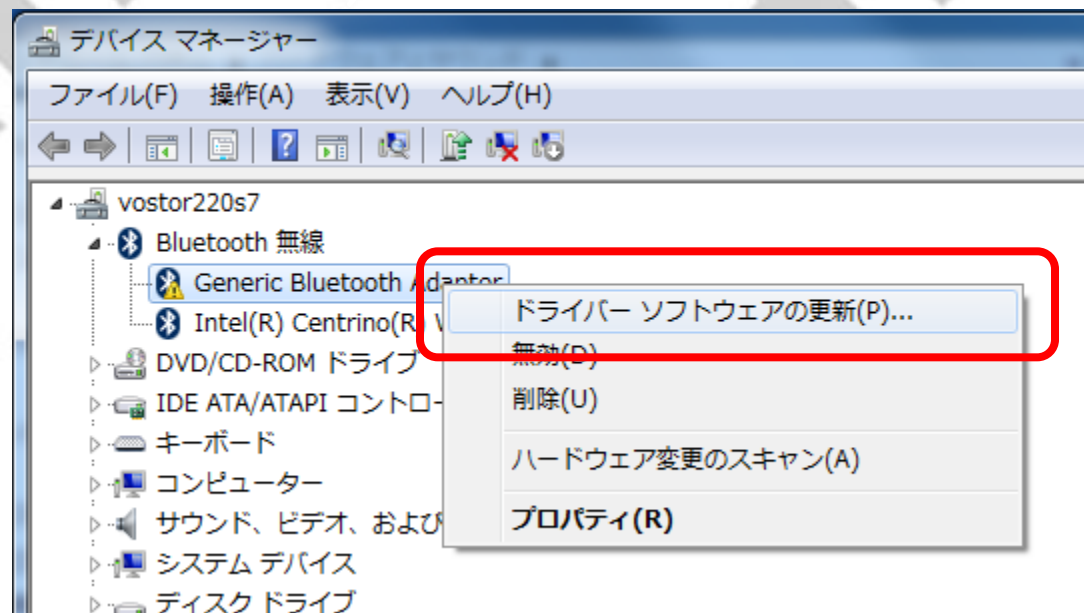 デバイス マネージャー
ファイル(F) 操作(A) 表示(V) ヘルプ(H)
vostor220s7
Bluetooth 無線
Generic Bluetooth Adapter
Intel(R) Centrino(R)
DVD/CD-ROM ドライブ
IDE ATA/ATAPI コントロー
キーボード
コンピューター
サウンド、ビデオ、および
システム デバイス
ディスク ドライブ
ドライバー ソフトウェアの更新(P)...
無効(D)
削除(U)
ハードウェア変更のスキャン(A)
プロパティ(R)